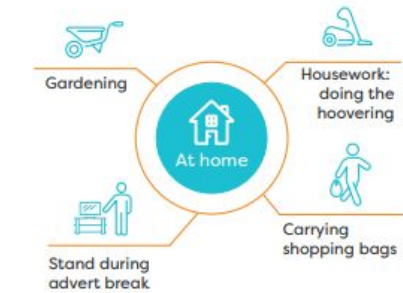 Gardening
Housework:
doing the
hoovering
At home
Stand during
advert break
Carrying
shopping bags